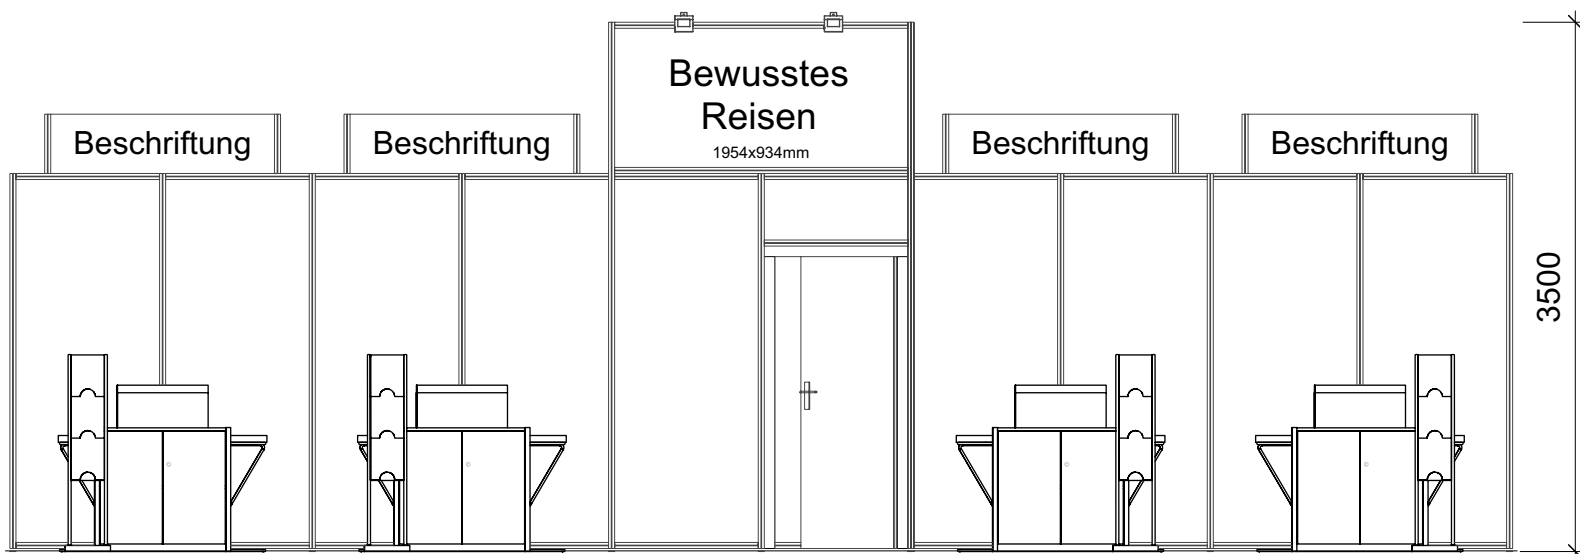 Bewusstes
Reisen
1954x934mm
Beschriftung
Beschriftung
Beschriftung
Beschriftung
3500